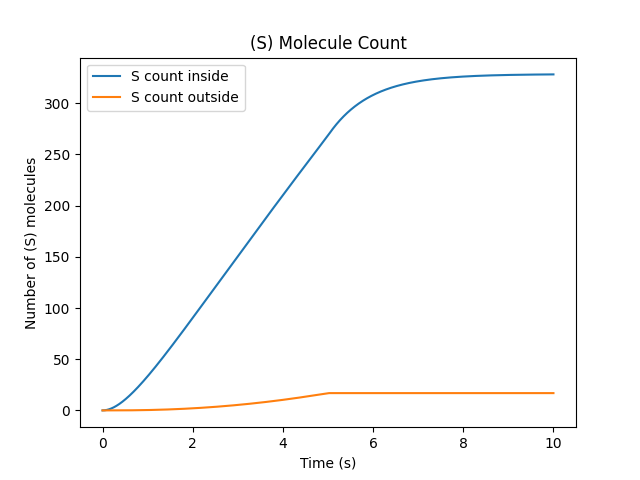 (S) Molecule Count
S count inside
S count outside
Number of (S) molecules
300
250
200
150
100
50
0
0 2 4 6 8 10
Time (s)